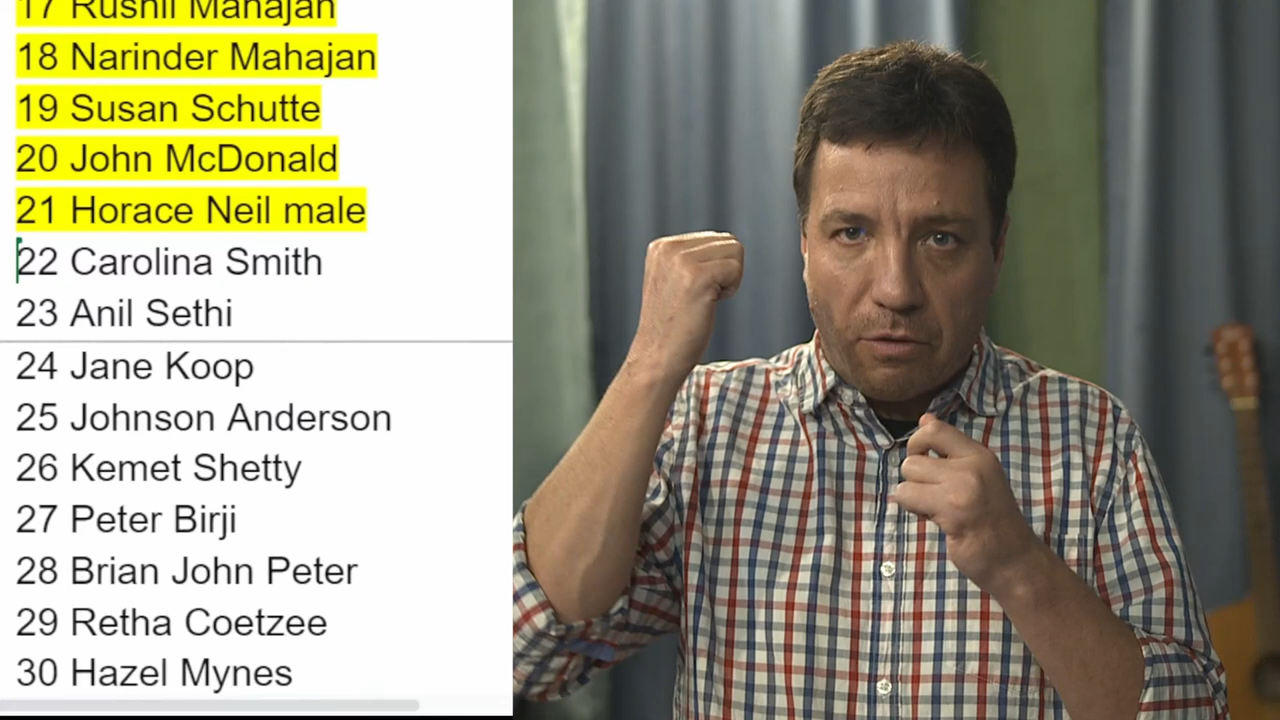 17 Rushil Mahajan
18 Narinder Mahajan
19 Susan Schutte
20 John McDonald
21 Horace Neil male
22 Carolina Smith
23 Anil Sethi
24 Jane Koop
25 Johnson Anderson
26 Kemet Shetty
27 Peter Birji
28 Brian John Peter
29 Retha Coetzee
30 Hazel Mynes